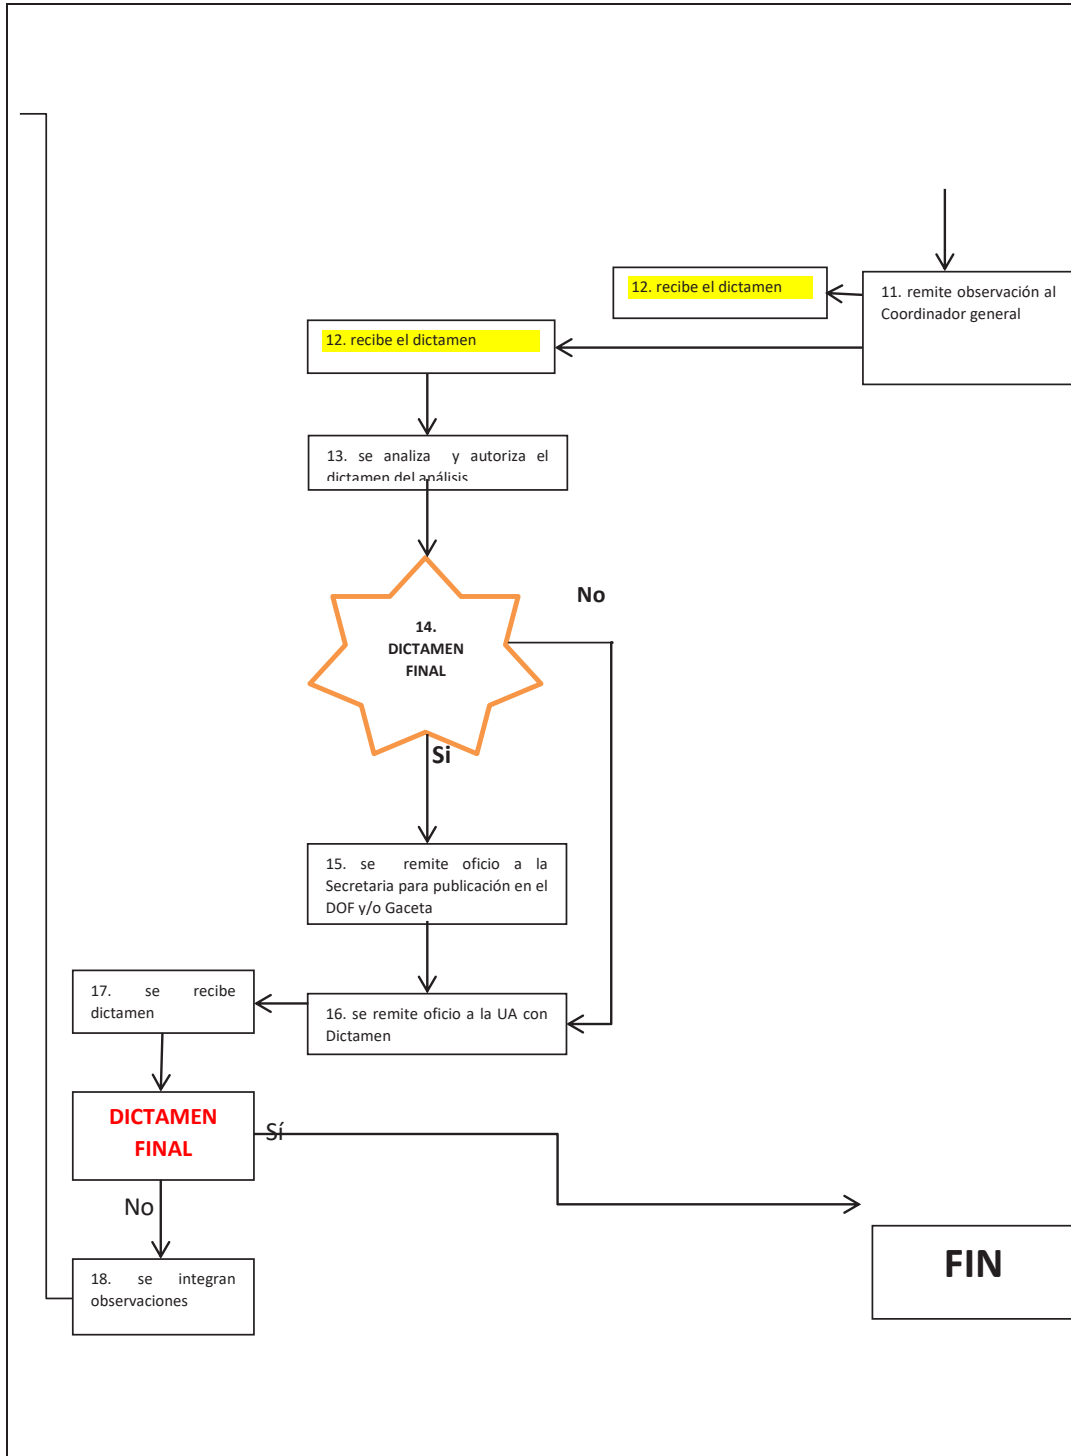 12. recibe el dictamen
11. remite observación al
Coordinador general
12. recibe el dictamen
13. se analiza y autoriza el
dictamen del análisis
No
14.
DICTAMEN
FINAL
Si
15. se remite oficio a la
Secretaria para publicación en el
DOF y/o Gaceta
17. se recibe
dictamen
16. se remite oficio a la UA con
Dictamen
DICTAMEN
FINAL
Sí
No
18. se integran
observaciones
FIN